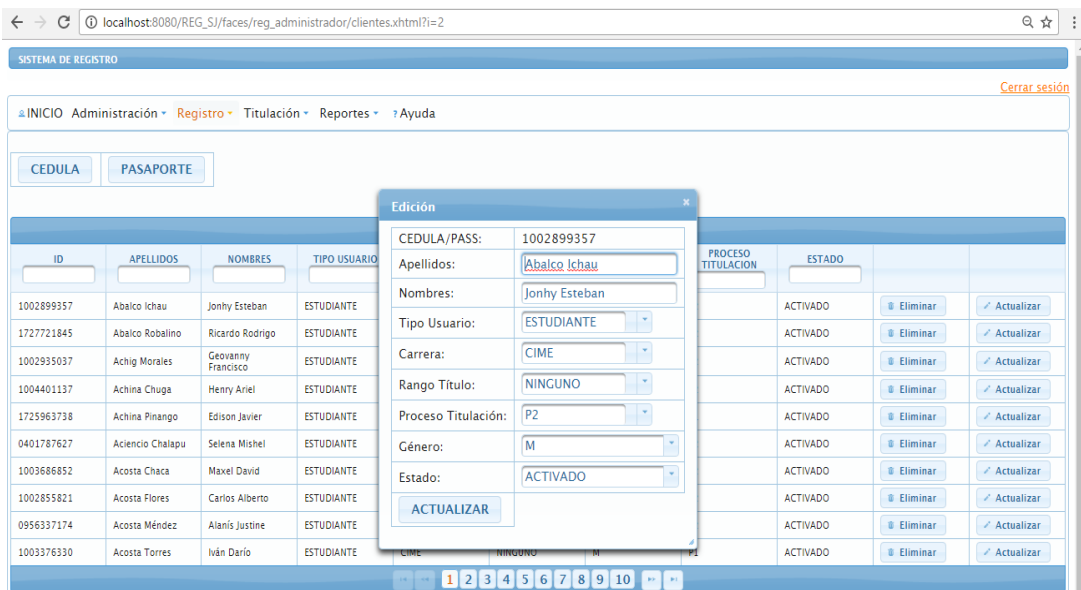 localhost:8080/REG_SJ/faces/reg_administrador/clientes.xhtml?i=2
SISTEMA DE REGISTRO
Cerrar sesión
INICIO Administración Registro Titulación Reportes ? Ayuda
CEDULA PASAPORTE
Edición x
CEDULA/PASS: 1002899357
Apellidos: Abalco Ichau
Nombres: Jonhy Esteban
Tipo Usuario: ESTUDIANTE
Carrera: CIME
Rango Título: NINGUNO
Proceso Titulación: P2
Género: M
Estado: ACTIVADO
ACTUALIZAR
ID APELLIDOS NOMBRES TIPO USUARIO PROCESO TITULACION ESTADO
1002899357 Abalco Ichau Jonhy Esteban ESTUDIANTE ACTIVADO Eliminar Actualizar
1727721845 Abalco Robalino Ricardo Rodrigo ESTUDIANTE ACTIVADO Eliminar Actualizar
1002935037 Achig Morales Geovanny Francisco ESTUDIANTE ACTIVADO Eliminar Actualizar
1004401137 Achina Chuga Henry Ariel ESTUDIANTE ACTIVADO Eliminar Actualizar
1725963738 Achina Pinango Edison Javier ESTUDIANTE ACTIVADO Eliminar Actualizar
0401787627 Aciencio Chalapu Selena Mishel ESTUDIANTE ACTIVADO Eliminar Actualizar
1003686852 Acosta Chaca Maxel David ESTUDIANTE ACTIVADO Eliminar Actualizar
1002855821 Acosta Flores Carlos Alberto ESTUDIANTE ACTIVADO Eliminar Actualizar
0956337174 Acosta Méndez Alanís Justine ESTUDIANTE ACTIVADO Eliminar Actualizar
1003376330 Acosta Torres Iván Darío ESTUDIANTE CIME NINGUNO M P1 ACTIVADO Eliminar Actualizar
1 2 3 4 5 6 7 8 9 10